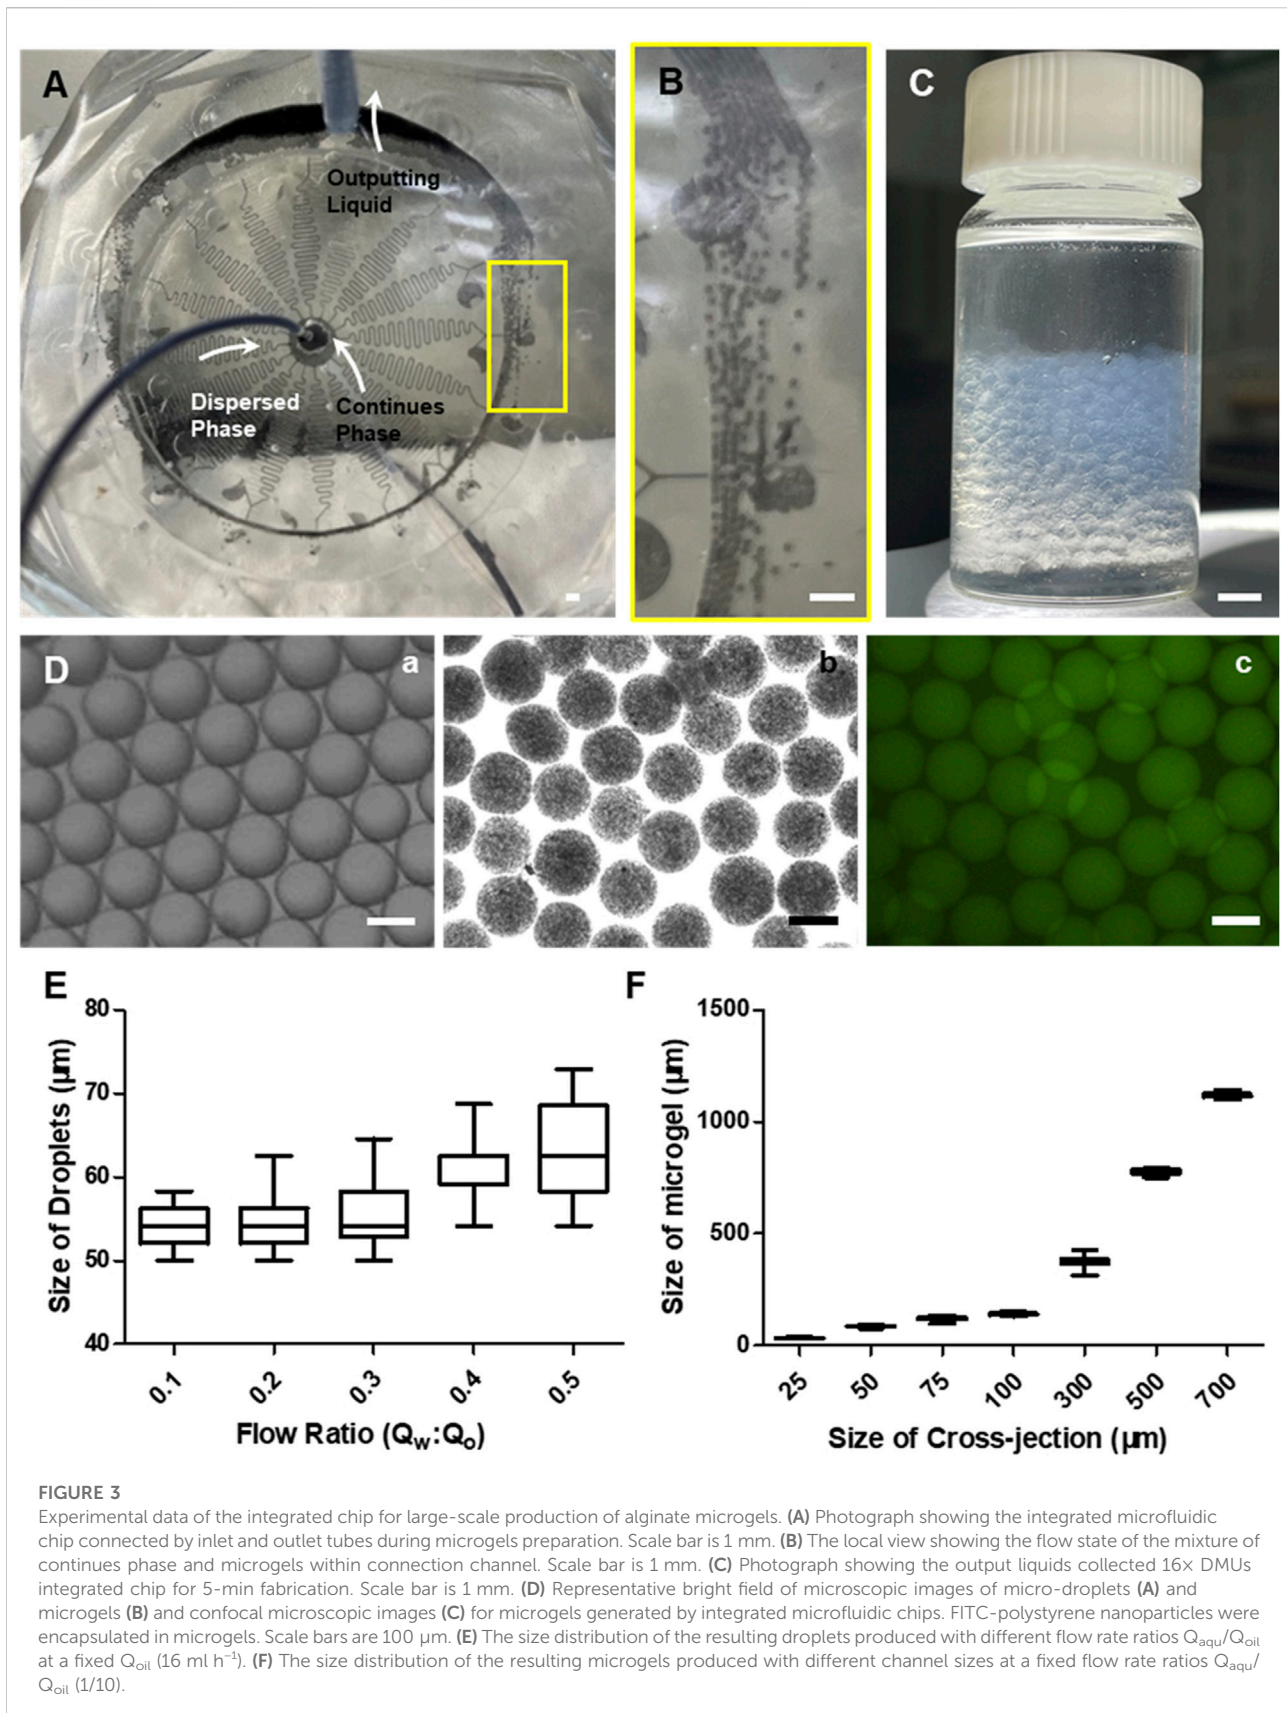 A
Outputting
Liquid
Dispersed
Phase
Continues
Phase
B
C
D
a
b
c
E
80
70
60
50
40
Size of Droplets (μm)
0.1
0.2
0.3
0.4
0.5
Flow Ratio (Qw:Qo)
F
1500
1000
500
0
Size of microgel (μm)
25
50
75
100
300
500
700
Size of Cross-jection (μm)
FIGURE 3
Experimental data of the integrated chip for large-scale production of alginate microgels. (A) Photograph showing the integrated microfluidic
chip connected by inlet and outlet tubes during microgels preparation. Scale bar is 1 mm. (B) The local view showing the flow state of the mixture of
continues phase and microgels within connection channel. Scale bar is 1 mm. (C) Photograph showing the output liquids collected 16× DMUs
integrated chip for 5-min fabrication. Scale bar is 1 mm. (D) Representative bright field of microscopic images of micro-droplets (A) and
microgels (B) and confocal microscopic images (C) for microgels generated by integrated microfluidic chips. FITC-polystyrene nanoparticles were
encapsulated in microgels. Scale bars are 100 μm. (E) The size distribution of the resulting droplets produced with different flow rate ratios Qaqu/Qoil
at a fixed Qoil (16 ml h⁻¹). (F) The size distribution of the resulting microgels produced with different channel sizes at a fixed flow rate ratios Qaqu/
Qoil (1/10).